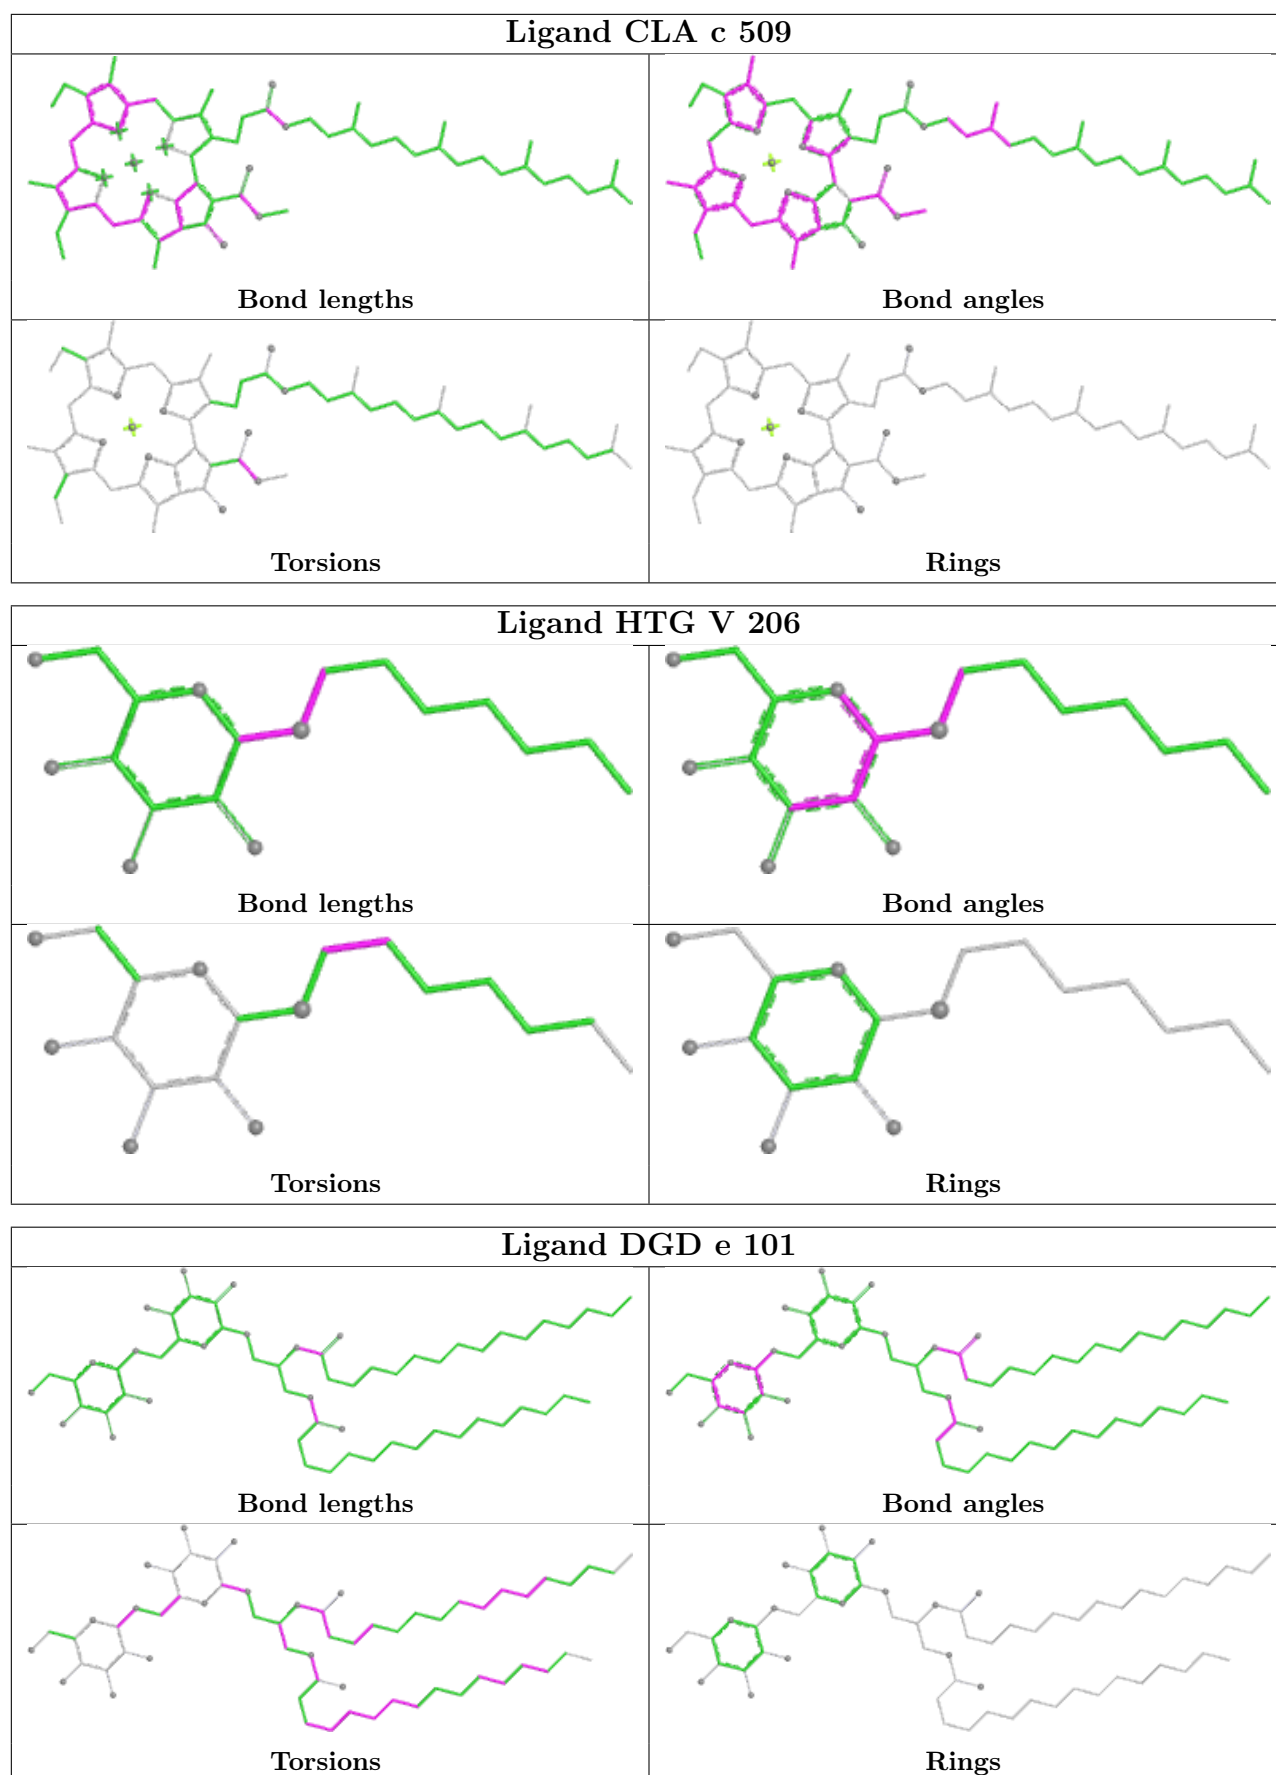 Ligand CLA c 509
Bond lengths
Bond angles
Torsions
Rings
Ligand HTG V 206
Bond lengths
Bond angles
Torsions
Rings
Ligand DGD e 101
Bond lengths
Bond angles
Torsions
Rings